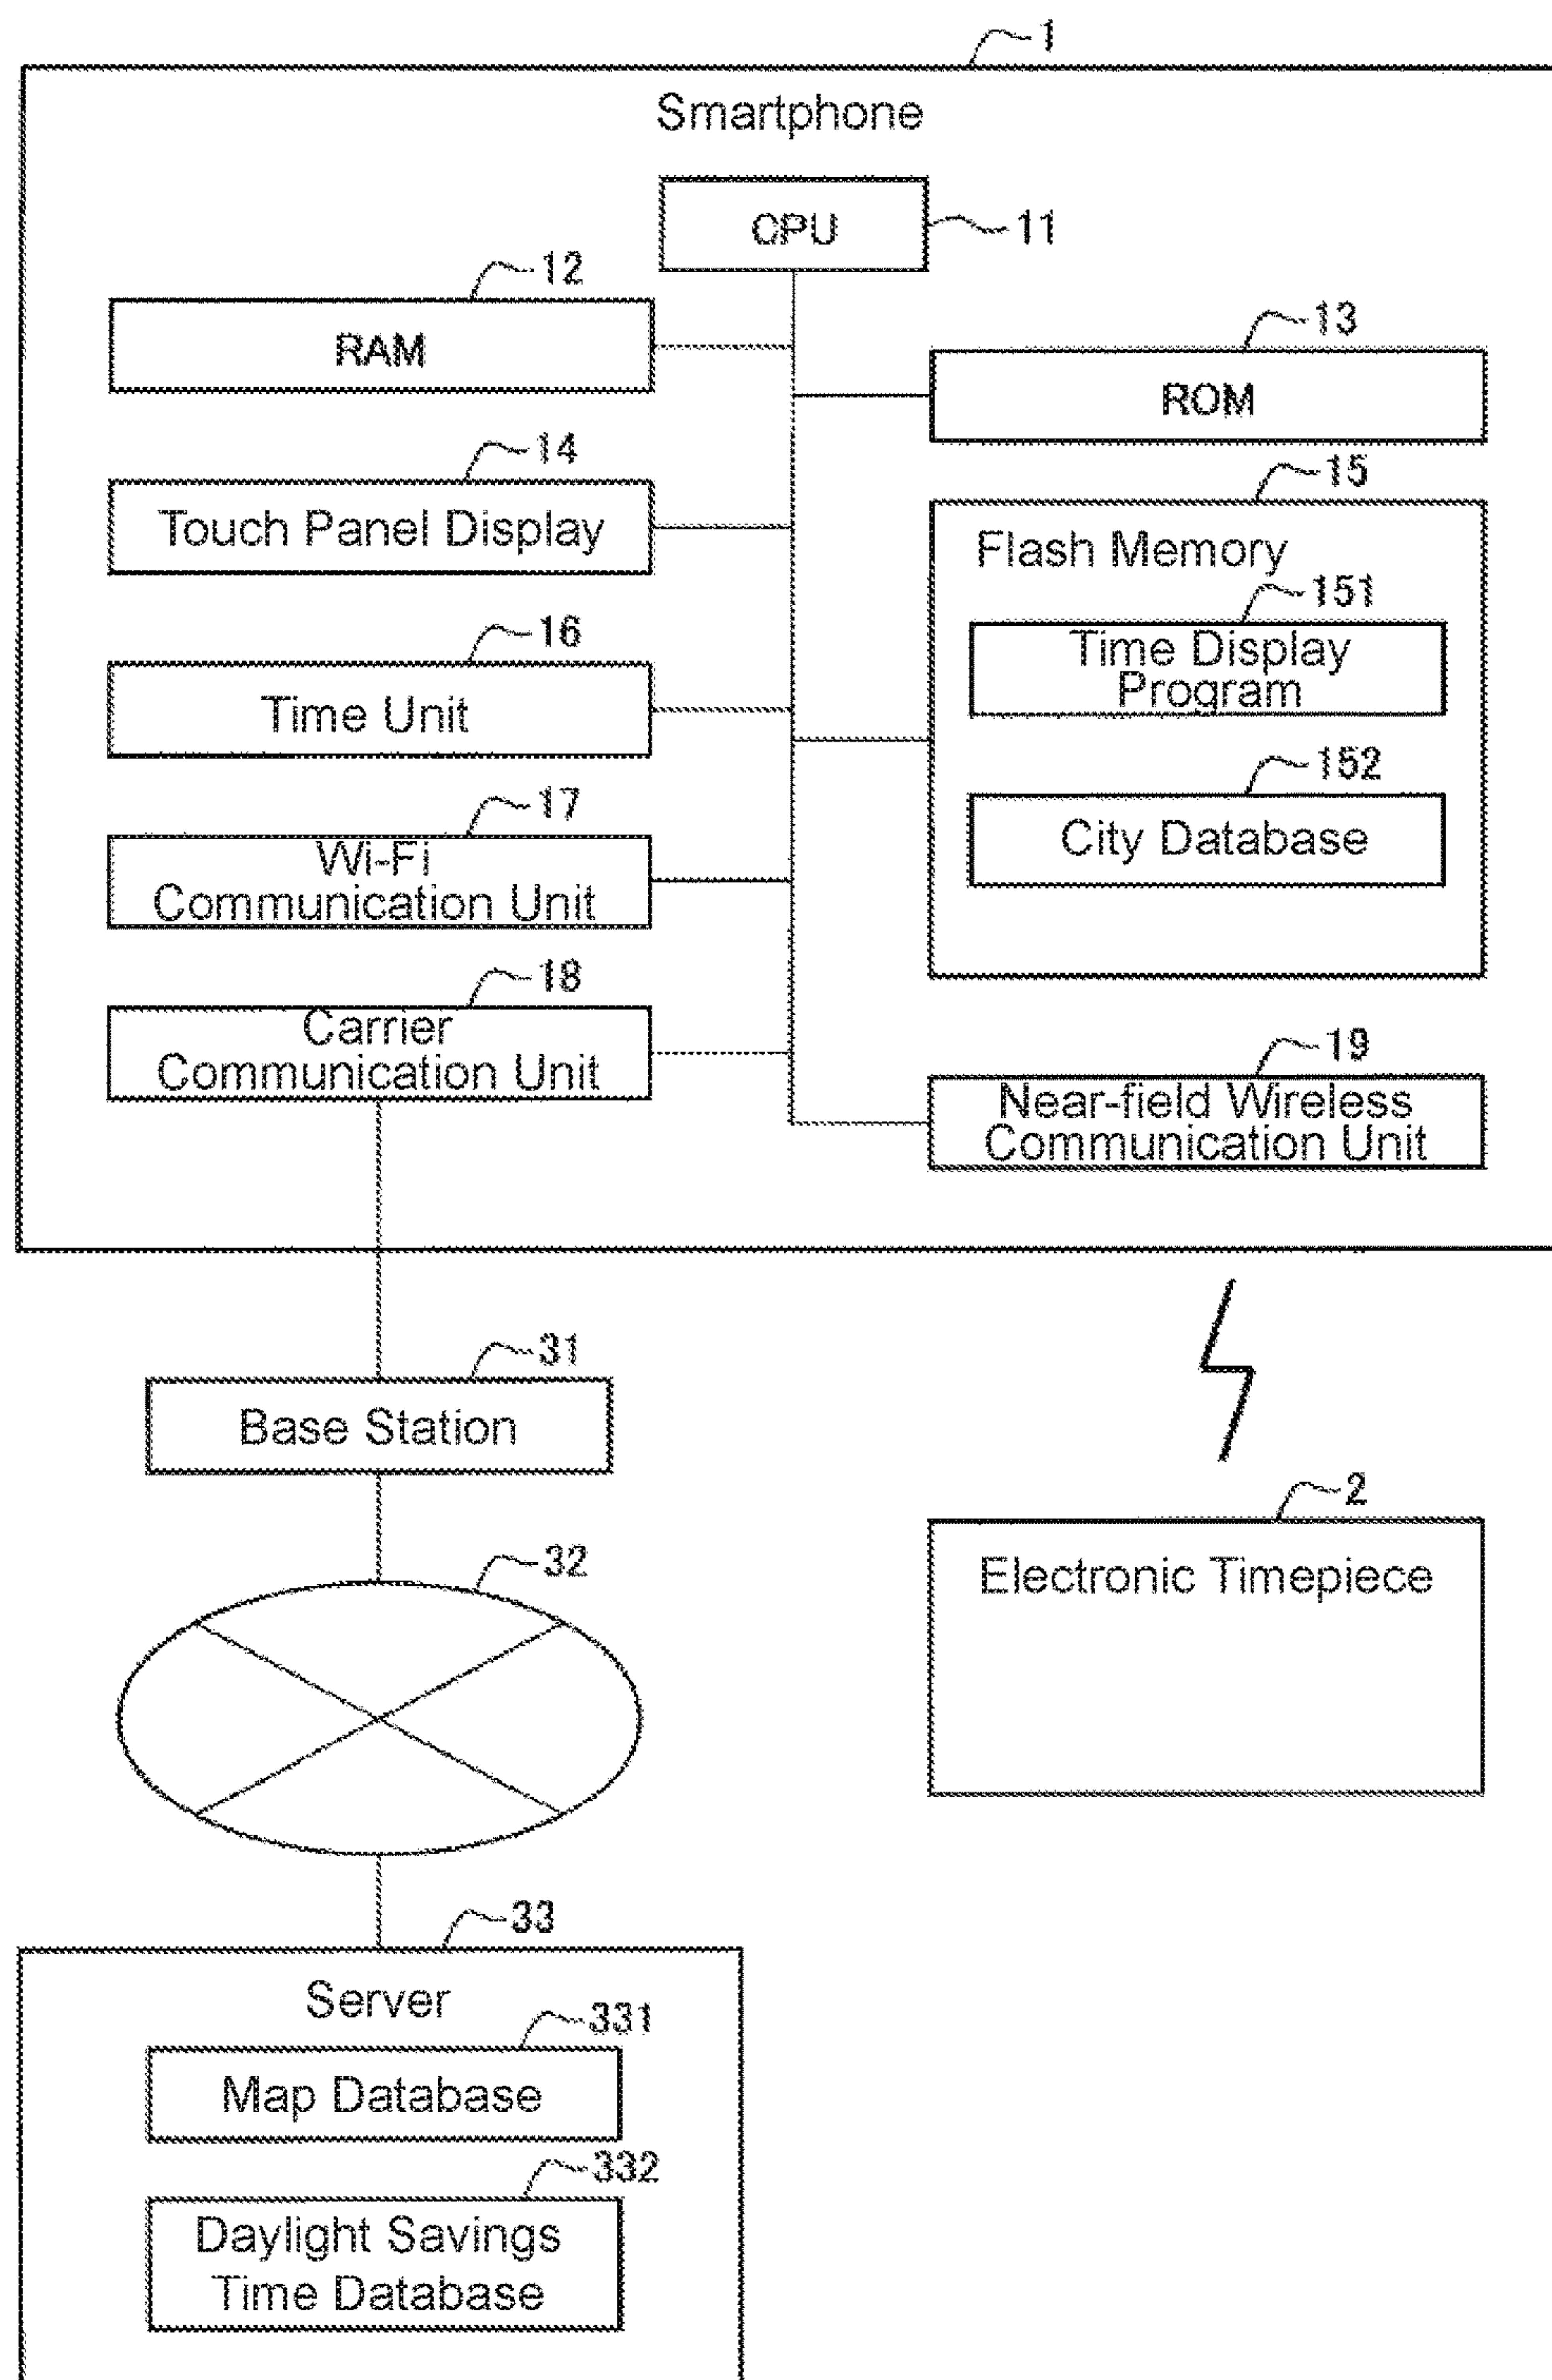 1
Smartphone
CPU
11
12
RAM
13
ROM
14
Touch Panel Display
15
Flash Memory
151
Time Display
Program
16
Time Unit
152
City Database
17
Wi-Fi
Communication Unit
18
Carrier
Communication Unit
19
Near-field Wireless
Communication Unit
31
Base Station
2
Electronic Timepiece
32
33
Server
331
Map Database
332
Daylight Savings
Time Database